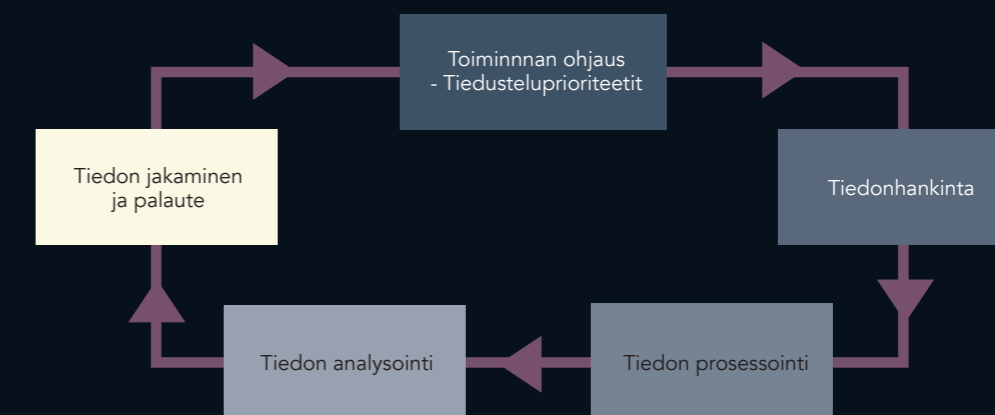 Toiminnnan ohjaus
- Tiedusteluprioriteetit
Tiedonhankinta
Tiedon prosessointi
Tiedon analysointi
Tiedon jakaminen
ja palaute